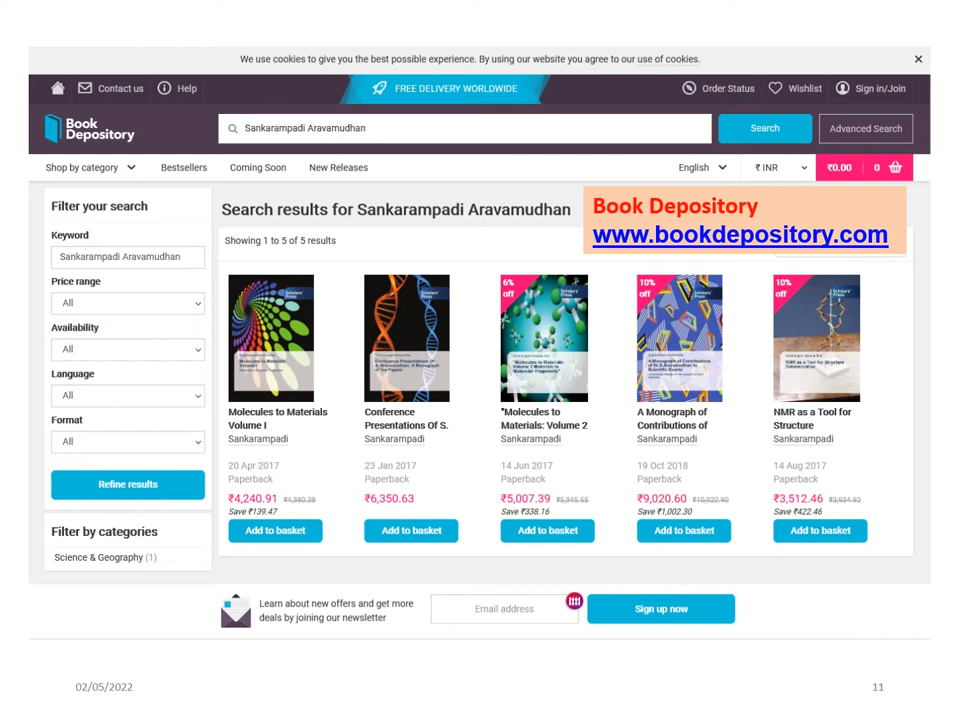 We use cookies to give you the best possible experience. By using our website you agree to our use of cookies.
Contact us
Help
FREE DELIVERY WORLDWIDE
Order Status
Wishlist
Sign in/Join
Book
Depository
Sankarampadi Aravamudhan
Search
Advanced Search
Shop by category
Bestsellers
Coming Soon
New Releases
English
₹ INR
₹0.00
0
Filter your search
Keyword
Sankarampadi Aravamudhan
Price range
All
Availability
All
Language
All
Format
All
Refine results
Filter by categories
Science & Geography (1)
Search results for Sankarampadi Aravamudhan
Book Depository
www.bookdepository.com
Showing 1 to 5 of 5 results
Molecules to Materials
Volume I
Sankarampadi
20 Apr 2017
Paperback
₹4,240.91 ₹4,380.38
Save ₹139.47
Add to basket
Conference
Presentations Of S.
Sankarampadi
23 Jan 2017
Paperback
₹6,350.63
Add to basket
6%
off
"Molecules to
Materials: Volume 2
Sankarampadi
14 Jun 2017
Paperback
₹5,007.39 ₹5,345.55
Save ₹338.16
Add to basket
10%
off
A Monograph of
Contributions of
Sankarampadi
19 Oct 2018
Paperback
₹9,020.60 ₹10,022.90
Save ₹1,002.30
Add to basket
10%
off
NMR as a Tool for
Structure
Sankarampadi
14 Aug 2017
Paperback
₹3,512.46 ₹3,934.92
Save ₹422.46
Add to basket
Learn about new offers and get more
deals by joining our newsletter
Email address
Sign up now
02/05/2022
11